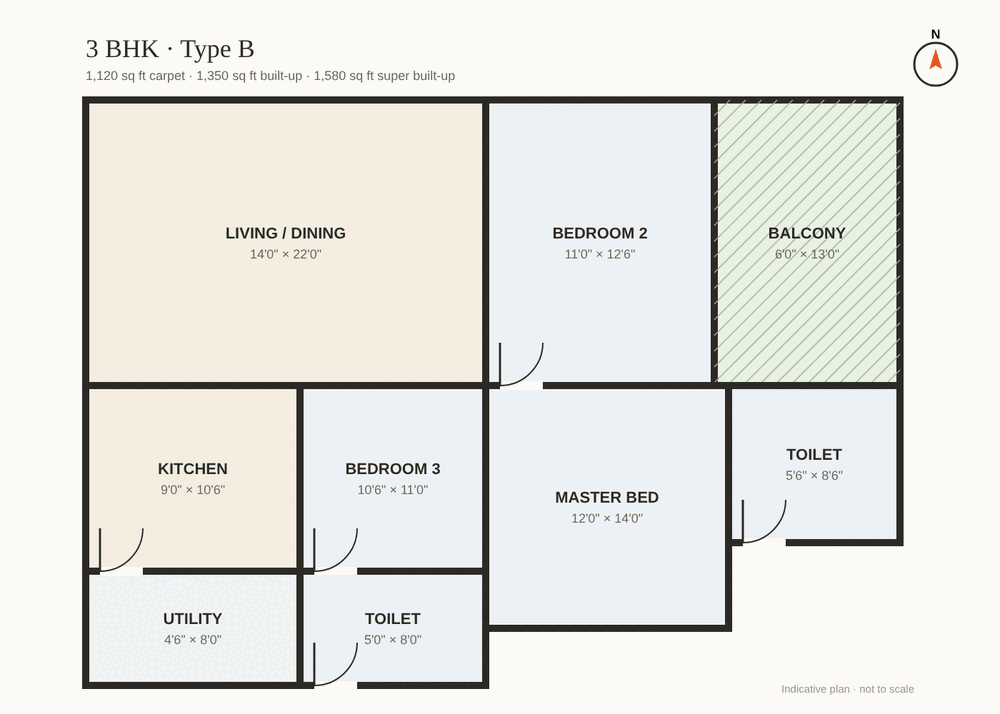 3 BHK · Type B
1,120 sq ft carpet · 1,350 sq ft built-up · 1,580 sq ft super built-up
N
LIVING / DINING
14'0" × 22'0"
BEDROOM 2
11'0" × 12'6"
BALCONY
6'0" × 13'0"
KITCHEN
9'0" × 10'6"
BEDROOM 3
10'6" × 11'0"
MASTER BED
12'0" × 14'0"
TOILET
5'6" × 8'6"
UTILITY
4'6" × 8'0"
TOILET
5'0" × 8'0"
Indicative plan · not to scale